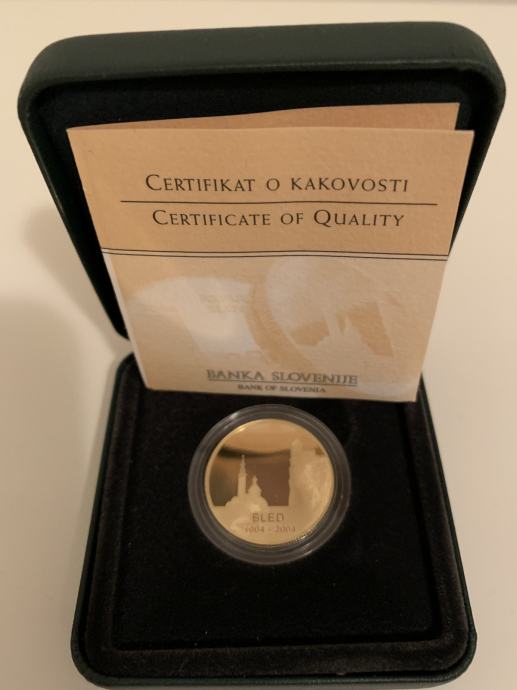 CERTIFIKAT O KAKOVOSTI
CERTIFICATE OF QUALITY
BANKA SLOVENIJE
BANK OF SLOVENIA
BLED
1004 - 2004